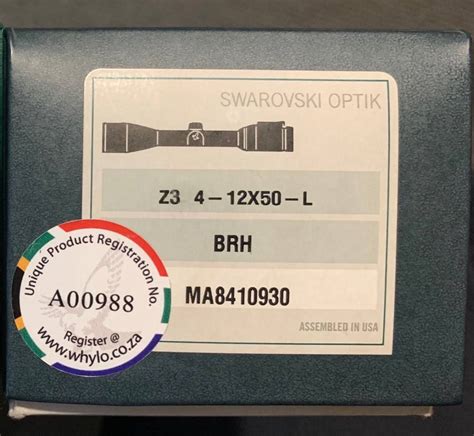 SWAROVSKI OPTIK
Z3 4-12X50-L
BRH
MA8410930
ASSEMBLED IN USA
Unique Product Registration No.
A00988
Register @
www.whylo.co.za